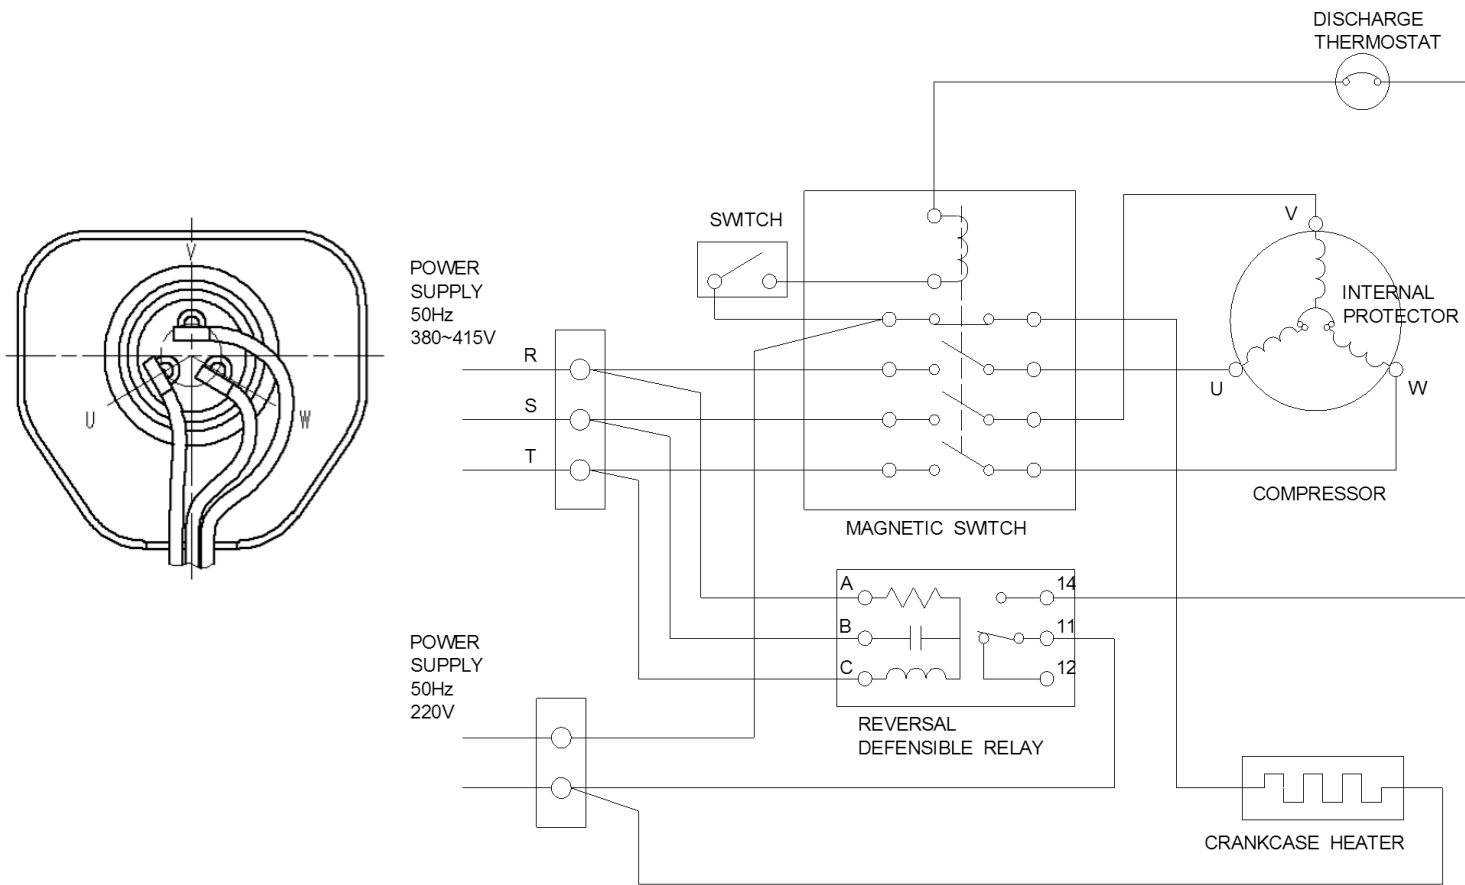 DISCHARGE
THERMOSTAT
SWITCH
V
V
POWER
SUPPLY
50Hz
380~415V
INTERNAL
PROTECTOR
R
U
W
S
U
W
T
COMPRESSOR
MAGNETIC SWITCH
A
14
B
11
C
12
POWER
SUPPLY
50Hz
220V
REVERSAL
DEFENSIBLE RELAY
CRANKCASE HEATER